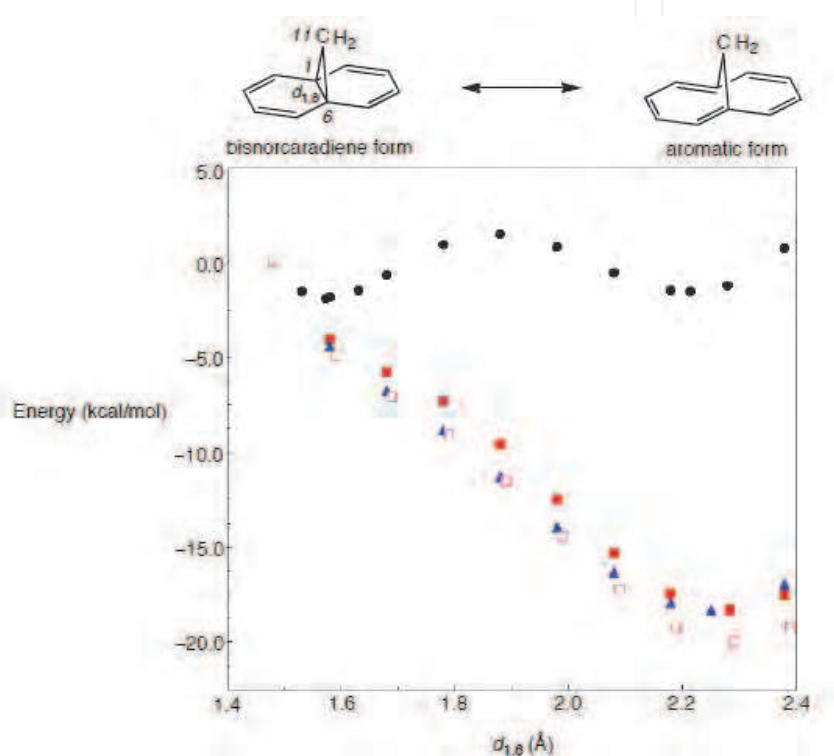 11 CH₂
CH₂
1
d₁,₆
6
bisnorcaradiene form
aromatic form
5.0
0.0
−5.0
Energy (kcal/mol)
−10.0
−15.0
−20.0
1.4 1.6 1.8 2.0 2.2 2.4
d₁,₆ (Å)